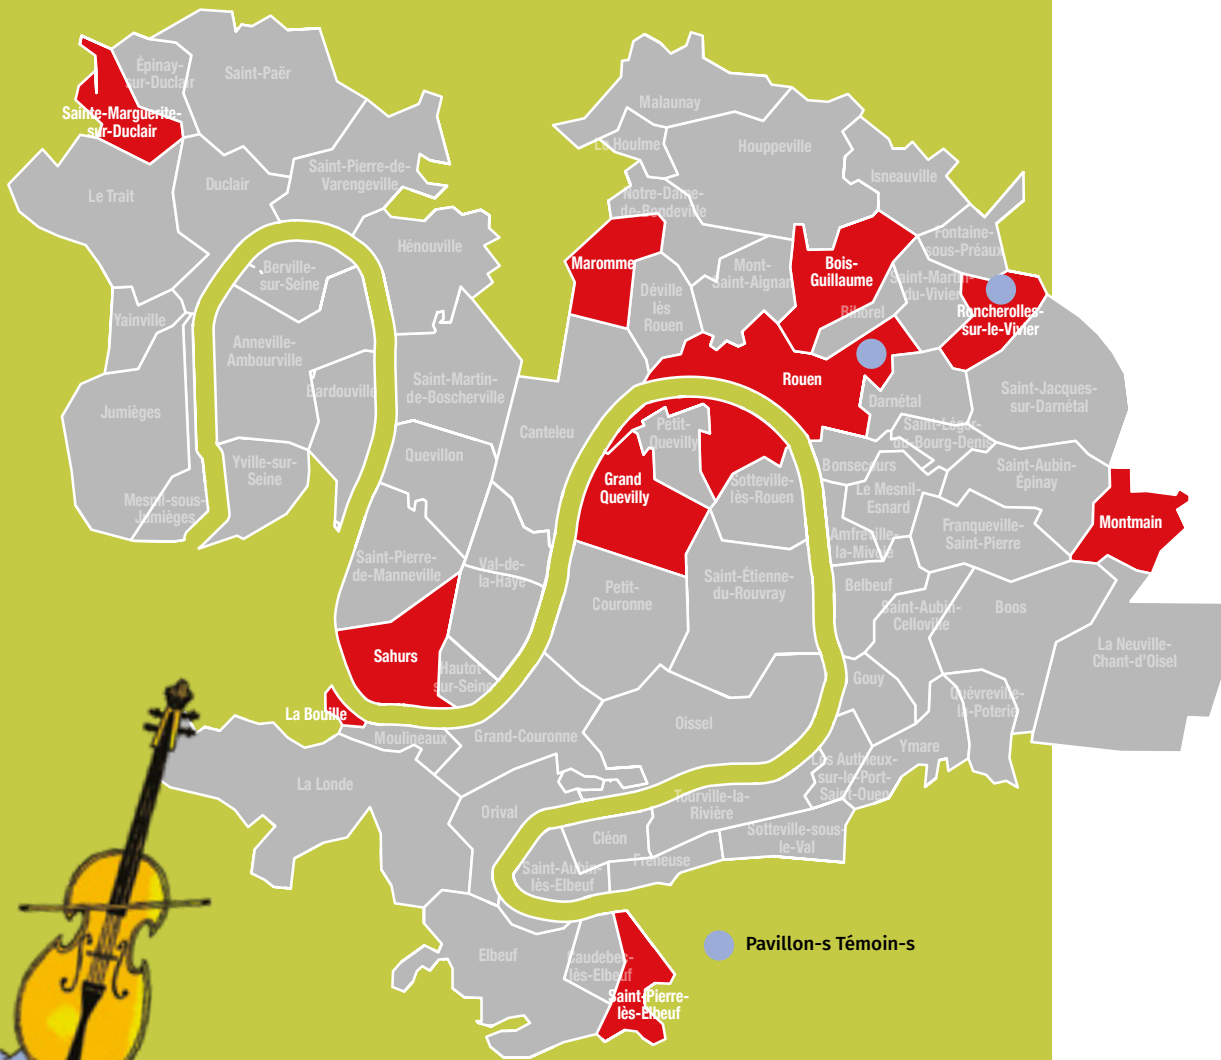 Épinay-
sur-Duclair
Saint-Paër
Sainte-Marguerite-
sur-Duclair
Le Trait
Duclair
Saint-Pierre-de-
Varengeville
Hénouville
Berville-
sur-Seine
Yainville
Anneville-
Ambourville
Bardouville
Jumièges
Mesnil-sous-
Jumièges
Yville-sur-
Seine
Saint-Martin-
de-Boscherville
Quevillon
Canteleu
Saint-Pierre-
de-Manneville
Val-de-
la-Haye
Sahurs
Hautot-
sur-Seine
La Bouille
Moulineaux
La Londe
Grand-Couronne
Malaunay
Le Houlme
Houppeville
Isneauville
Notre-Dame-
de-Bondeville
Fontaine-
sous-Préaux
Maromme
Mont-
Saint-Aignan
Bois-
Guillaume
Saint-Martin-
du-Vivier
Déville
lès
Rouen
Bihorel
Roncherolles-
sur-le-Vivier
Rouen
Darnétal
Saint-Jacques-
sur-Darnétal
Petit-
Quevilly
Saint-Léger-
du-Bourg-Denis
Bonsecours
Grand
Quevilly
Sotteville-
lès-Rouen
Le Mesnil-
Esnard
Saint-Aubin-
Épinay
Montmain
Amfreville-
la-Mivoie
Franqueville-
Saint-Pierre
Petit-
Couronne
Saint-Étienne-
du-Rouvray
Belbeuf
Saint-Aubin-
Celloville
Boos
La Neuville-
Chant-d'Oisel
Gouy
Quévreville-
la-Poterie
Oissel
Ymare
Les Authieux-
sur-le-Port-
Saint-Ouen
Orival
Tourville-la-
Rivière
Cléon
Sotteville-sous-
le-Val
Freneuse
Saint-Aubin-
lès-Elbeuf
Elbeuf
Caudebec-
lès-Elbeuf
Saint-Pierre-
lès-Elbeuf
Pavillon-s Témoin-s